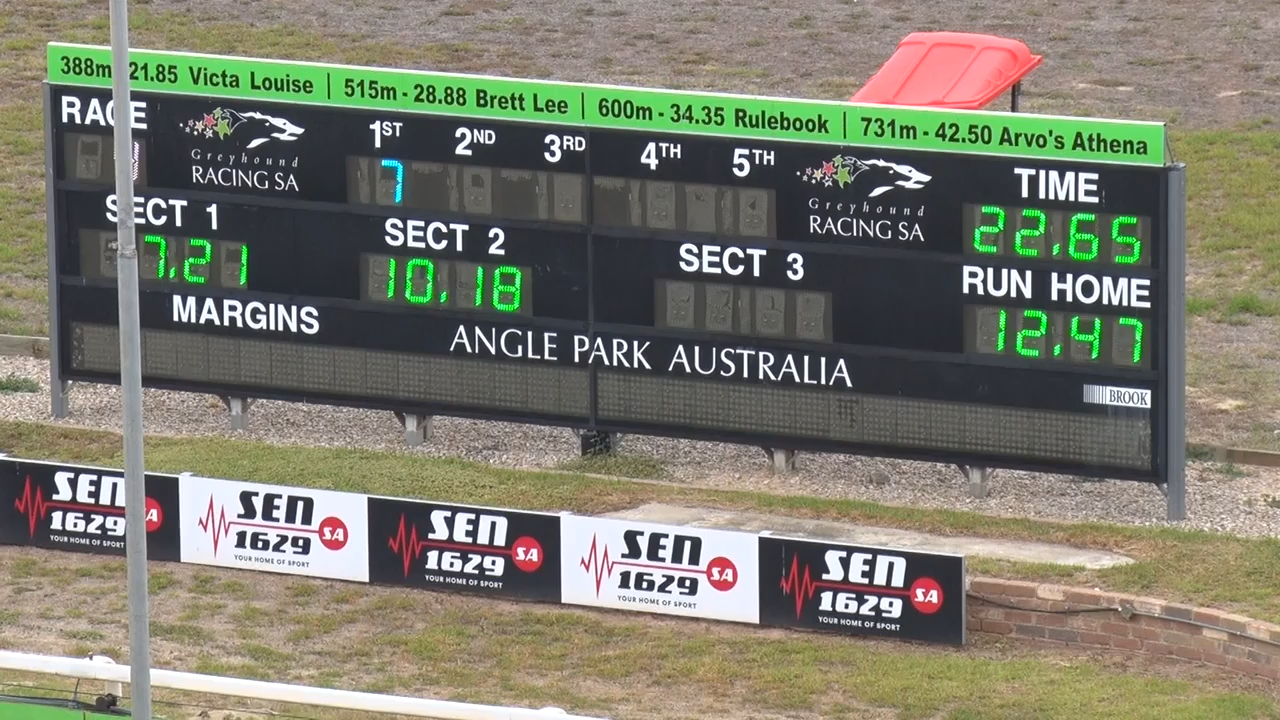 388m 21.85 Victa Louise | 515m - 28.88 Brett Lee | 600m - 34.35 Rulebook | 731m - 42.50 Arvo's Athena
RACE
Greyhound
RACING SA
1ST 2ND 3RD 4TH 5TH
7
Greyhound
RACING SA
TIME
22.65
SECT 1
7.21
SECT 2
10.18
SECT 3
RUN HOME
12.47
MARGINS
ANGLE PARK AUSTRALIA
BROOK
SEN
1629
SA
YOUR HOME OF SPORT
SEN
1629
SA
YOUR HOME OF SPORT
SEN
1629
SA
YOUR HOME OF SPORT
SEN
1629
SA
YOUR HOME OF SPORT
SEN
1629
SA
YOUR HOME OF SPORT